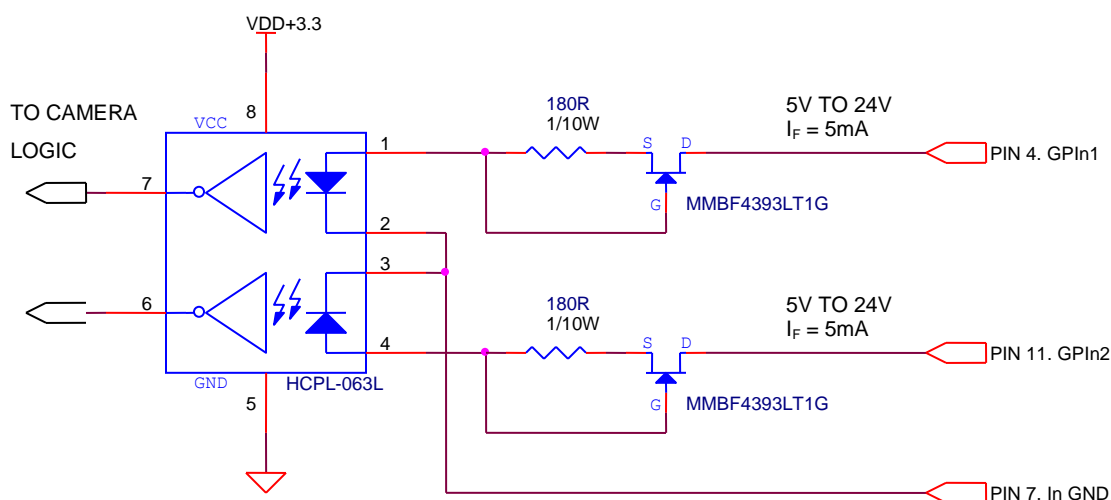 VDD+3.3
TO CAMERA
LOGIC
8
VCC
7
1
2
3
6
4
GND
5
HCPL-063L
180R
1/10W
S
D
G
MMBF4393LT1G
5V TO 24V
IF = 5mA
PIN 4. GPIn1
180R
1/10W
S
D
G
MMBF4393LT1G
5V TO 24V
IF = 5mA
PIN 11. GPIn2
PIN 7. In GND